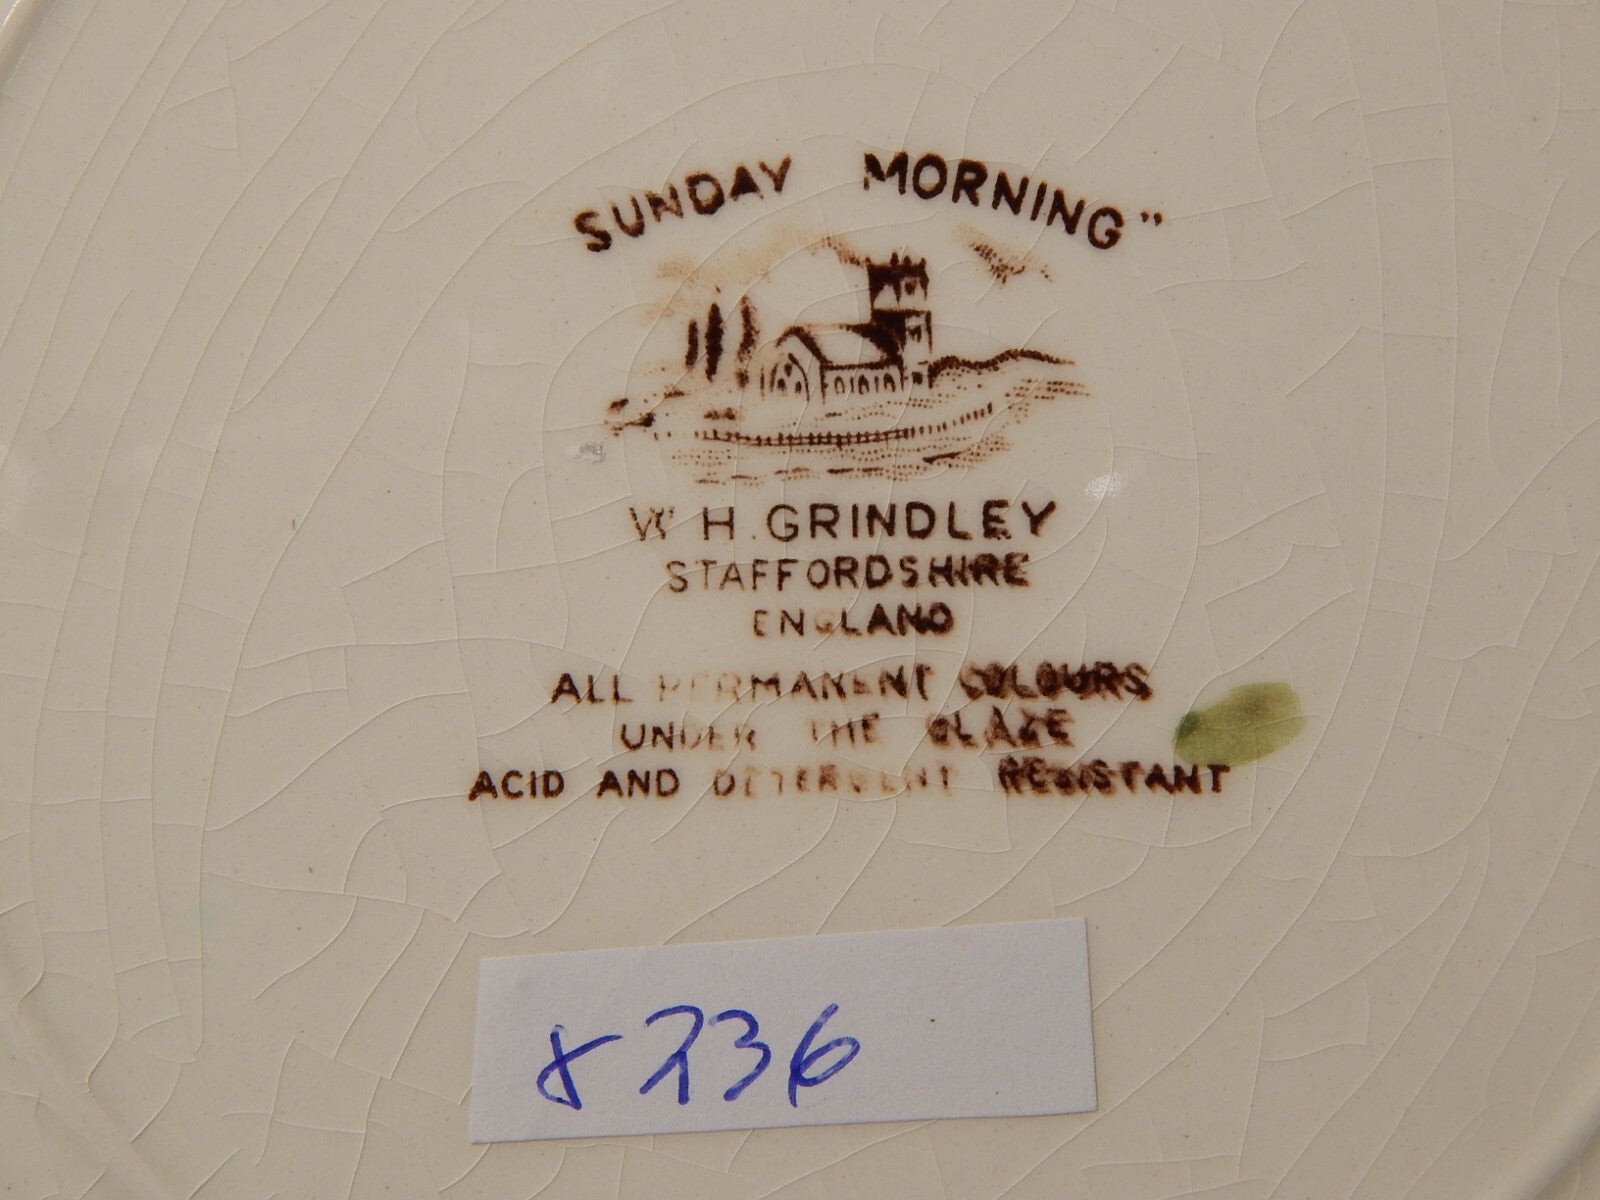 SUNDAY MORNING"
W. H. GRINDLEY
STAFFORDSHIRE
ENGLAND
ALL PERMANENT COLOURS
UNDER THE GLAZE
ACID AND DETERGENT RESISTANT
8236